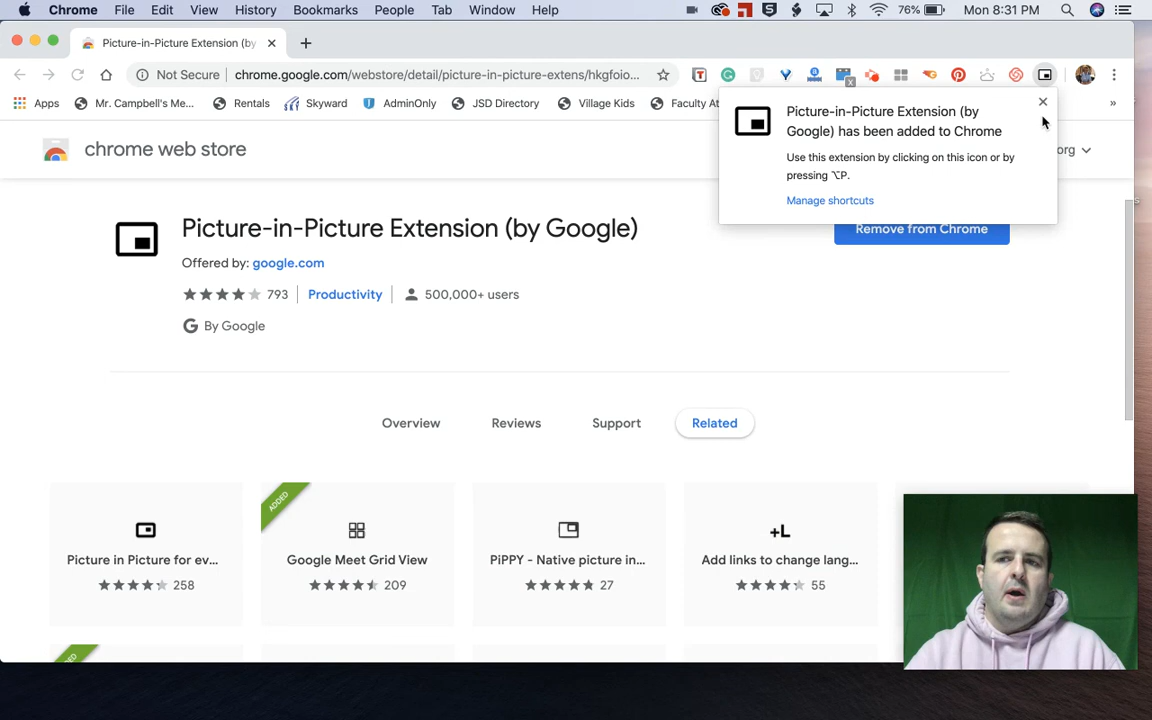 Chrome File Edit View History Bookmarks People Tab Window Help 76% Mon 8:31 PM
Picture-in-Picture Extension (by
Not Secure chrome.google.com/webstore/detail/picture-in-picture-extens/hkgfoio...
Apps Mr. Campbell's Me... Rentals Skyward AdminOnly JSD Directory Village Kids Faculty At
Picture-in-Picture Extension (by
Google) has been added to Chrome
Use this extension by clicking on this icon or by
pressing ⌥P.
Manage shortcuts
chrome web store
org
Picture-in-Picture Extension (by Google)
Remove from Chrome
Offered by: google.com
793 Productivity 500,000+ users
By Google
Overview Reviews Support Related
ADDED
+L
Picture in Picture for ev... Google Meet Grid View PiPPY - Native picture in... Add links to change lang...
258 209 27 55